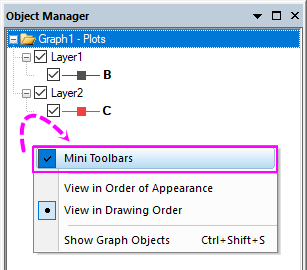 Object Manager
Graph1 - Plots
Layer1
B
Layer2
C
Mini Toolbars
View in Order of Appearance
View in Drawing Order
Show Graph Objects Ctrl+Shift+S